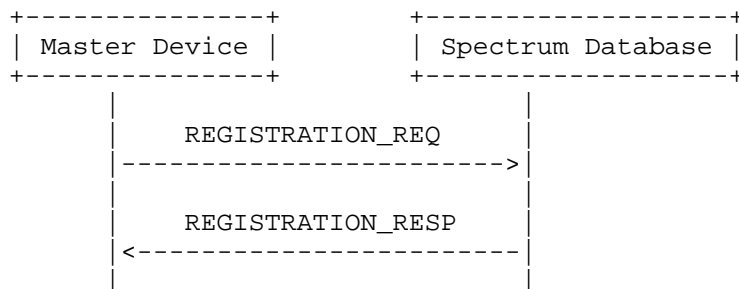 Master Device
Spectrum Database
REGISTRATION_REQ
REGISTRATION_RESP